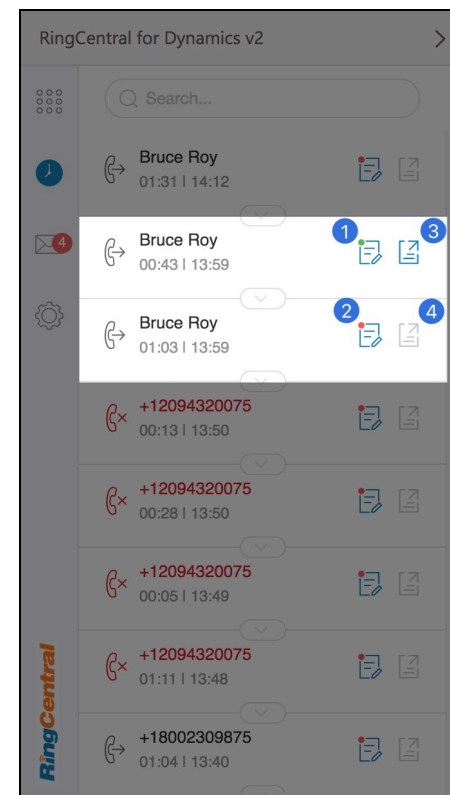 RingCentral for Dynamics v2
Search...
Bruce Roy
01:31 | 14:12
4
1
3
Bruce Roy
00:43 | 13:59
2
4
Bruce Roy
01:03 | 13:59
+12094320075
00:13 | 13:50
+12094320075
00:28 | 13:50
+12094320075
00:05 | 13:49
+12094320075
01:11 | 13:48
+18002309875
01:04 | 13:40
RingCentral